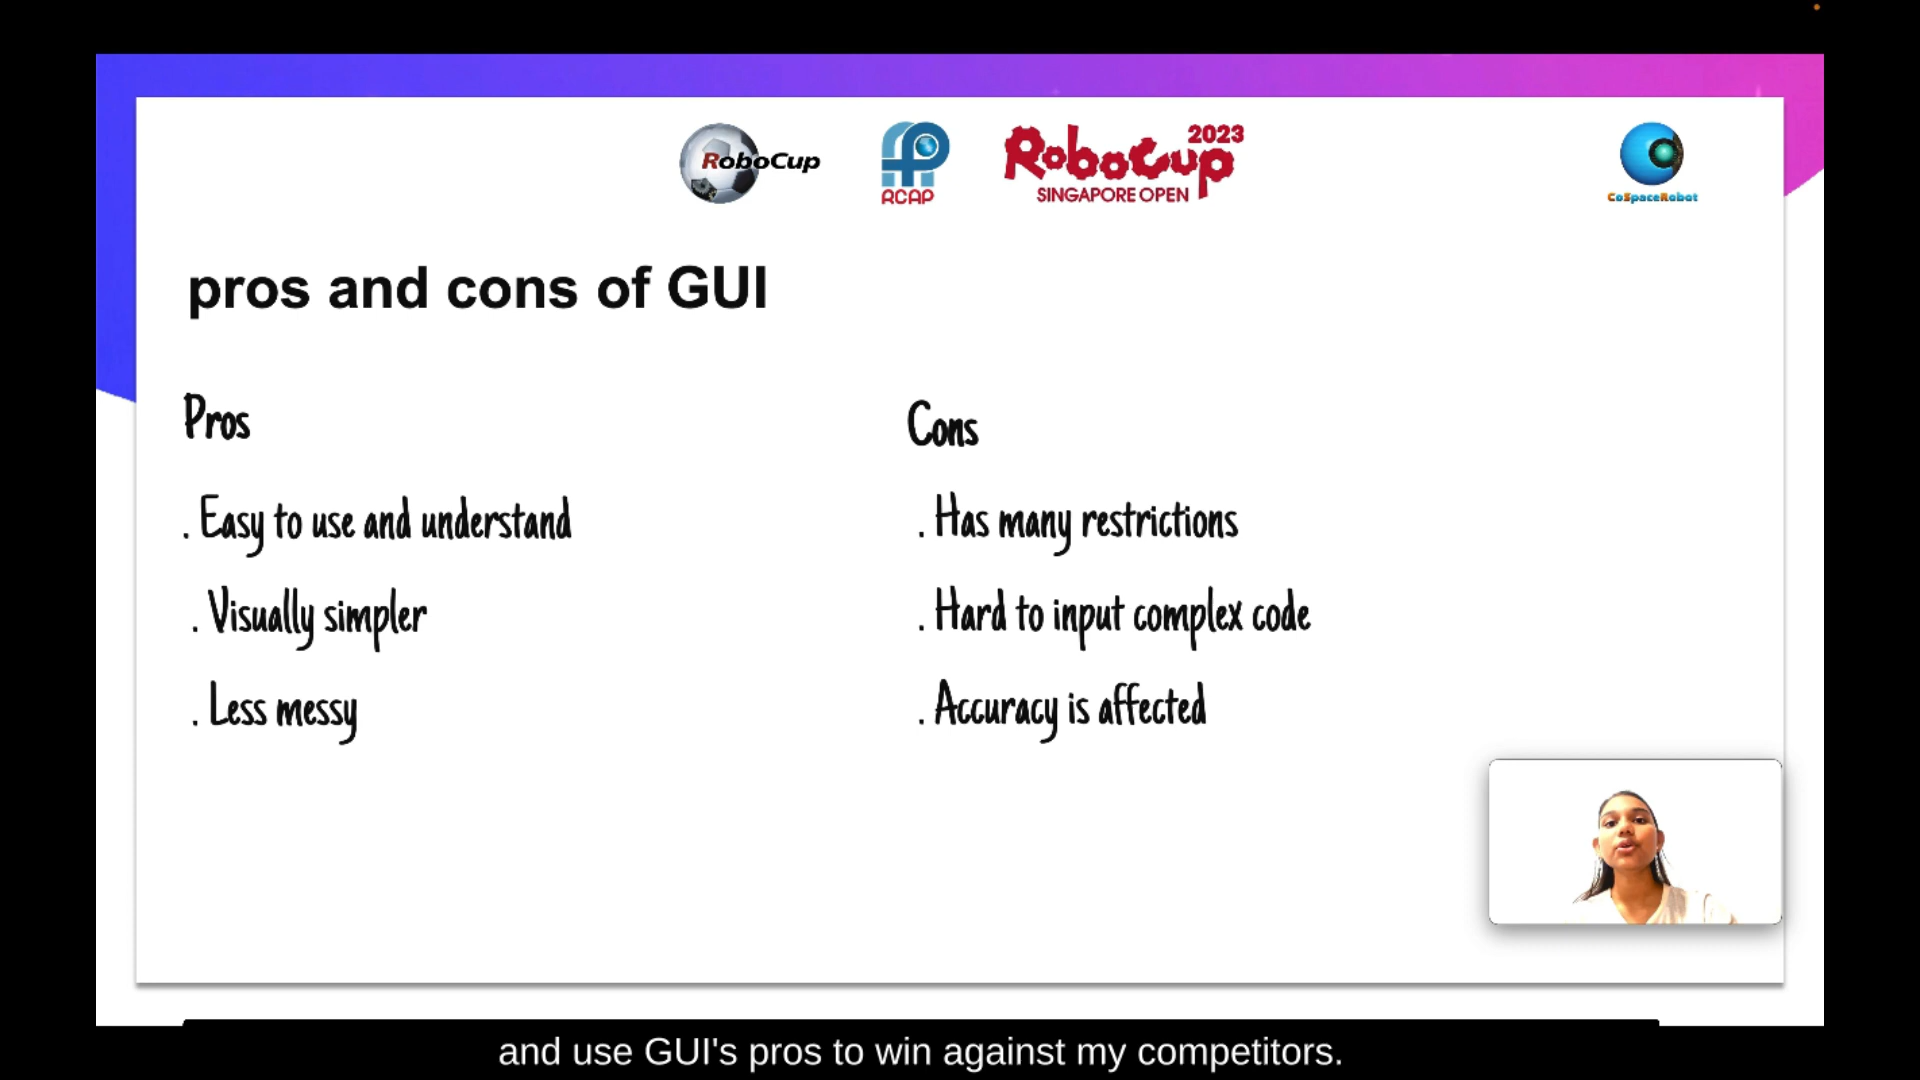 RoboCup
RCAP
RoboCup 2023
SINGAPORE OPEN
CoSpaceRobot
pros and cons of GUI
Pros
. Easy to use and understand
. Visually simpler
. Less messy
Cons
. Has many restrictions
. Hard to input complex code
. Accuracy is affected
and use GUI's pros to win against my competitors.